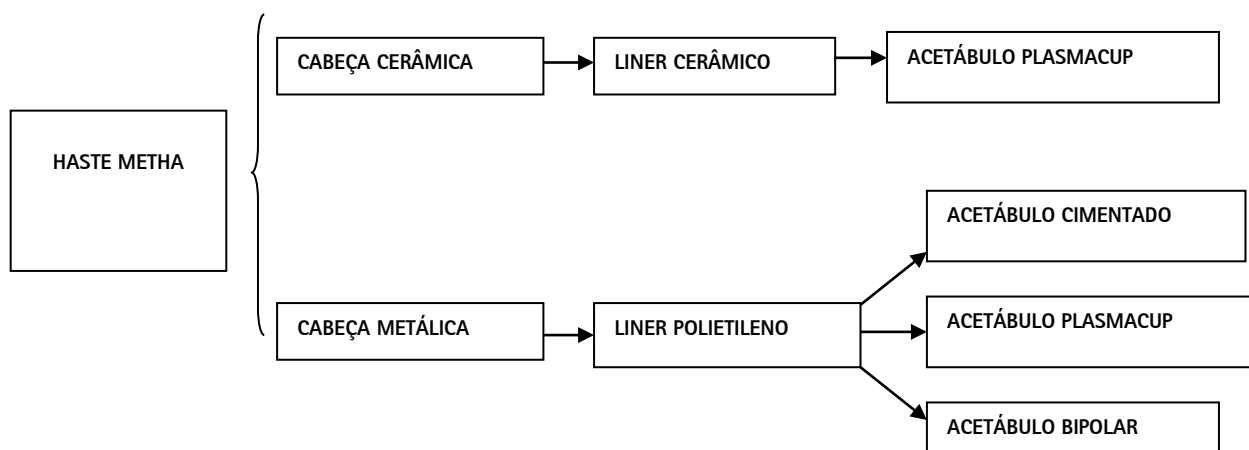 HASTE METHA
CABEÇA CERÂMICA
LINER CERÂMICO
ACETÁBULO PLASMACUP
CABEÇA METÁLICA
LINER POLIETILENO
ACETÁBULO CIMENTADO
ACETÁBULO PLASMACUP
ACETÁBULO BIPOLAR